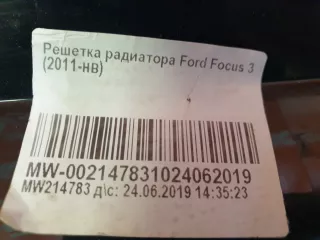 Решетка радиатора Ford Focus 3
(2011-нв)
MW-002147831024062019
MW214783 д\с: 24.06.2019 14:35:23